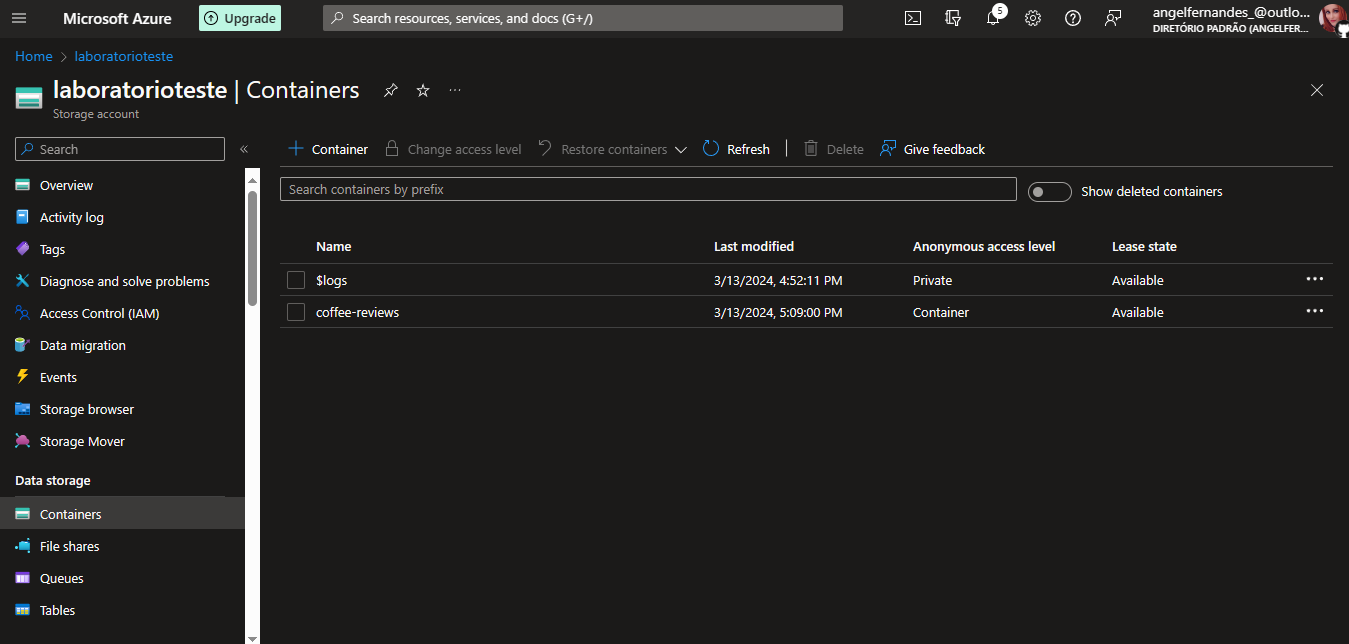 Microsoft Azure
Upgrade
Search resources, services, and docs (G+/)
5
angelfernandes_@outlo...
DIRETÓRIO PADRÃO (ANGELFER...
Home > laboratorioteste
laboratorioteste | Containers
Storage account
Search
Container
Change access level
Restore containers
Refresh
Delete
Give feedback
Overview
Activity log
Tags
Diagnose and solve problems
Access Control (IAM)
Data migration
Events
Storage browser
Storage Mover
Data storage
Containers
File shares
Queues
Tables
Search containers by prefix
Show deleted containers
Name Last modified Anonymous access level Lease state
$logs 3/13/2024, 4:52:11 PM Private Available
coffee-reviews 3/13/2024, 5:09:00 PM Container Available